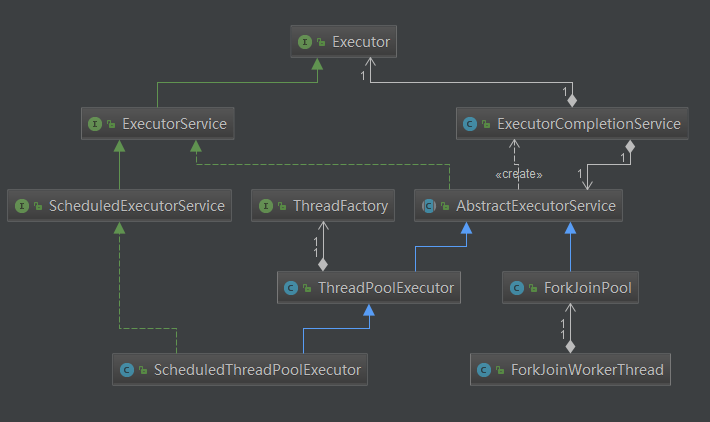 I Executor
1
1
I ExecutorService
C ExecutorCompletionService
1
«create»
1
I ScheduledExecutorService
I ThreadFactory
C AbstractExecutorService
1
1
C ThreadPoolExecutor
C ForkJoinPool
1
1
C ScheduledThreadPoolExecutor
C ForkJoinWorkerThread